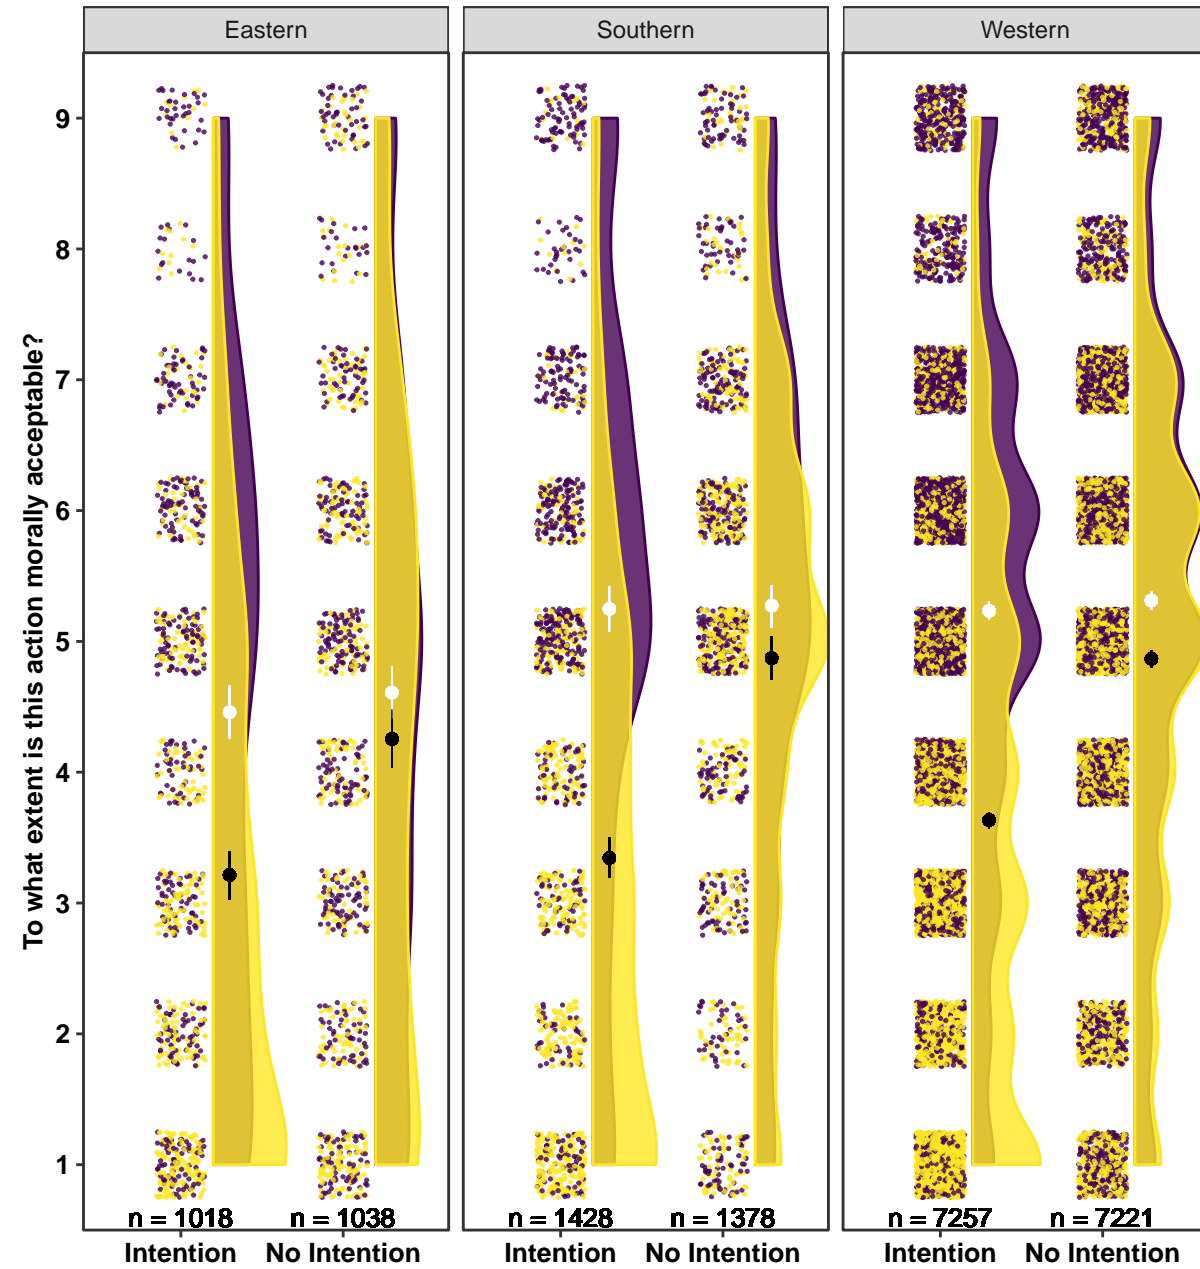 Eastern
Southern
Western
To what extent is this action morally acceptable?
9
8
7
6
5
4
3
2
1
n = 1018
n = 1038
n = 1428
n = 1378
n = 7257
n = 7221
Intention
No Intention
Intention
No Intention
Intention
No Intention